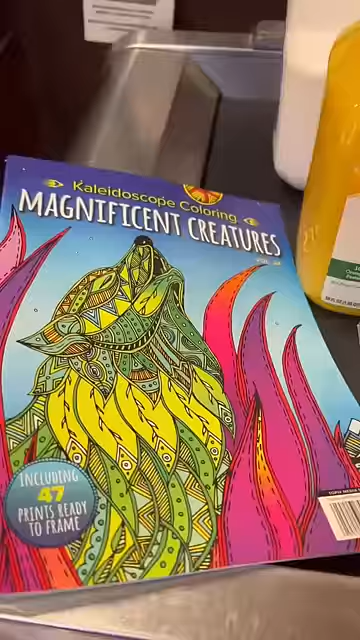 Kaleidoscope Coloring
MAGNIFICENT CREATURES
INCLUDING
47
PRINTS READY
TO FRAME